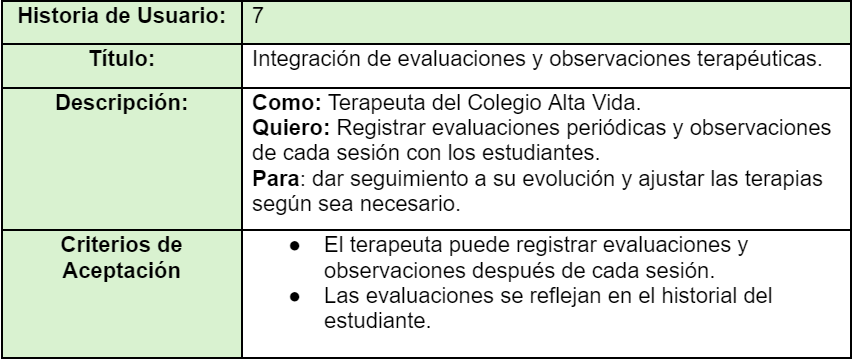 Historia de Usuario: 7
Título: Integración de evaluaciones y observaciones terapéuticas.
Descripción: Como: Terapeuta del Colegio Alta Vida.
Quiero: Registrar evaluaciones periódicas y observaciones
de cada sesión con los estudiantes.
Para: dar seguimiento a su evolución y ajustar las terapias
según sea necesario.
Criterios de
Aceptación
● El terapeuta puede registrar evaluaciones y
observaciones después de cada sesión.
● Las evaluaciones se reflejan en el historial del
estudiante.